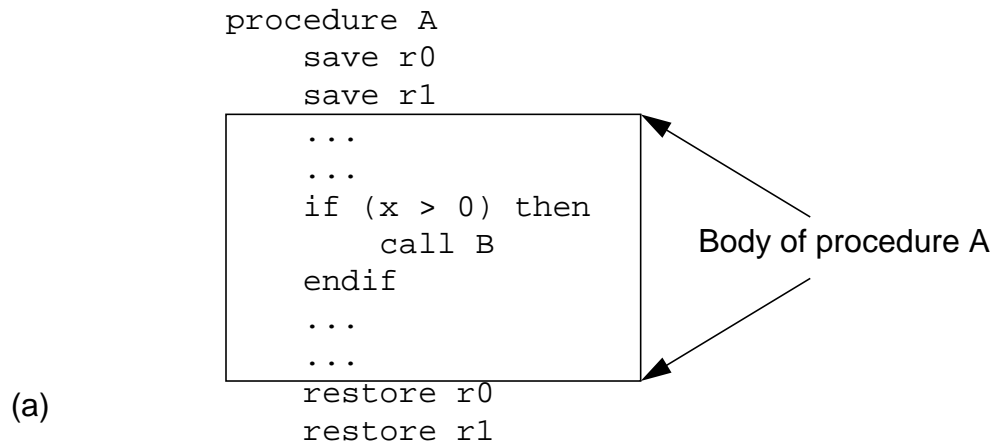 procedure A
save r0
save r1
...
...
if (x > 0) then
call B
Body of procedure A
endif
...
...
restore r0
(a)
restore r1